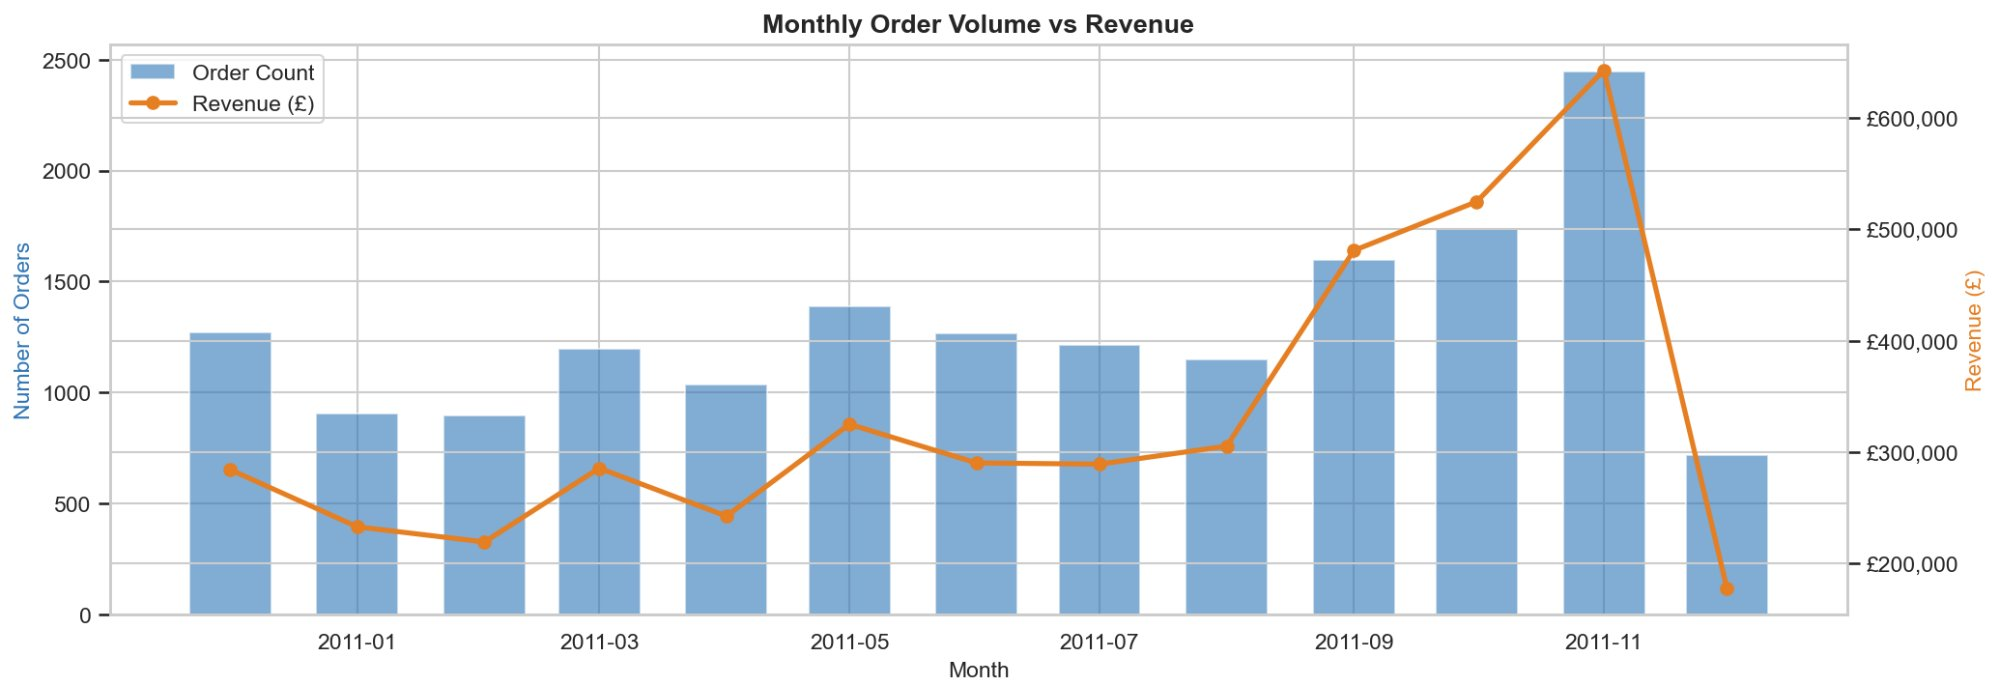 Monthly Order Volume vs Revenue
Order Count
Revenue (£)
Number of Orders
2500
2000
1500
1000
500
0
£600,000
£500,000
£400,000
£300,000
£200,000
Revenue (£)
2011-01 2011-03 2011-05 2011-07 2011-09 2011-11
Month